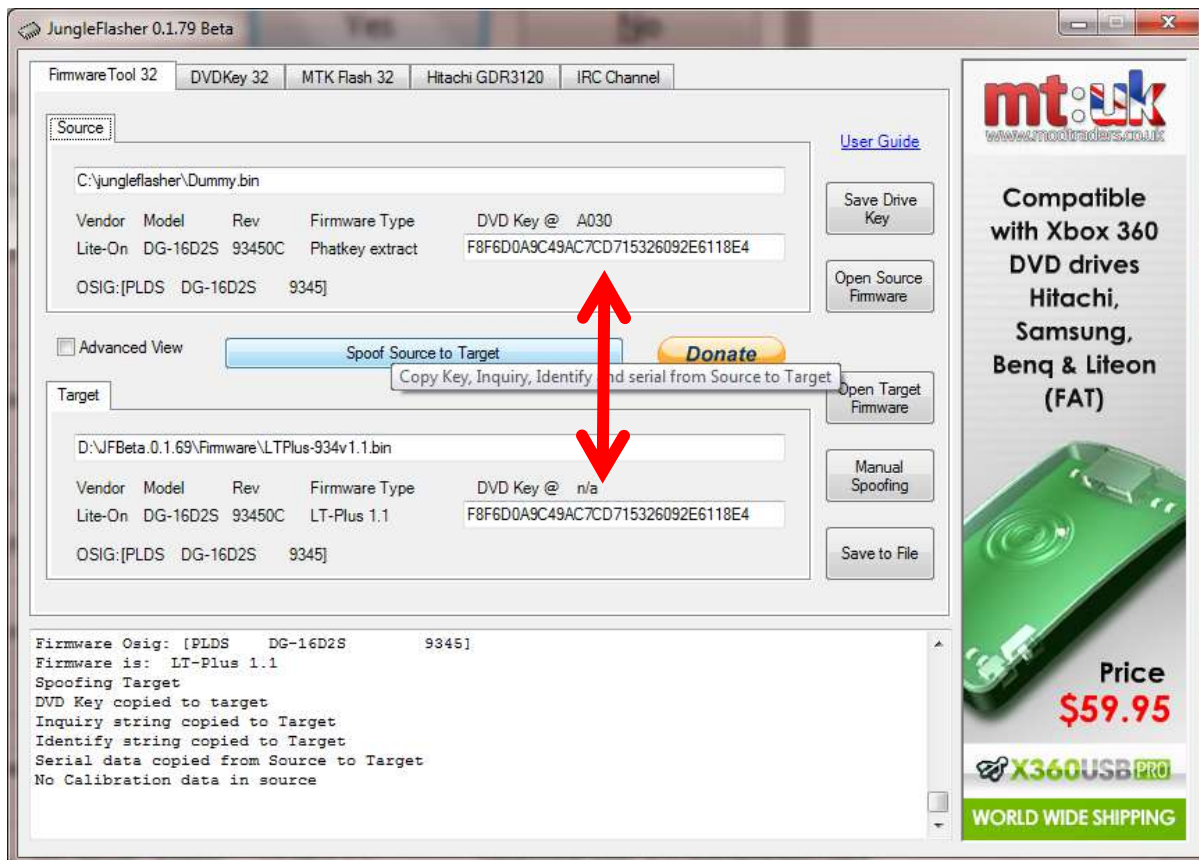 JungleFlasher 0.1.79 Beta
Yes No
FirmwareTool 32 DVDKey 32 MTK Flash 32 Hitachi GDR3120 IRC Channel
Source
User Guide
C:\jungleflasher\Dummy.bin
Save Drive Key
Vendor Model Rev Firmware Type DVD Key @ A030
Lite-On DG-16D2S 93450C Phatkey extract F8F6D0A9C49AC7CD715326092E6118E4
OSIG:[PLDS DG-16D2S 9345]
Open Source Firmware
Advanced View
Spoof Source to Target
Donate
Copy Key, Inquiry, Identify and serial from Source to Target
Target
Open Target Firmware
D:\JFBeta.0.1.69\Firmware\LTPlus-934v1.1.bin
Manual Spoofing
Vendor Model Rev Firmware Type DVD Key @ n/a
Lite-On DG-16D2S 93450C LT-Plus 1.1 F8F6D0A9C49AC7CD715326092E6118E4
OSIG:[PLDS DG-16D2S 9345]
Save to File
Firmware Osig: [PLDS DG-16D2S 9345]
Firmware is: LT-Plus 1.1
Spoofing Target
DVD Key copied to target
Inquiry string copied to Target
Identify string copied to Target
Serial data copied from Source to Target
No Calibration data in source
mt:uk
www.modtraders.co.uk
Compatible
with Xbox 360
DVD drives
Hitachi,
Samsung,
Benq & Liteon
(FAT)
Price
$59.95
X360USB PRO
WORLD WIDE SHIPPING